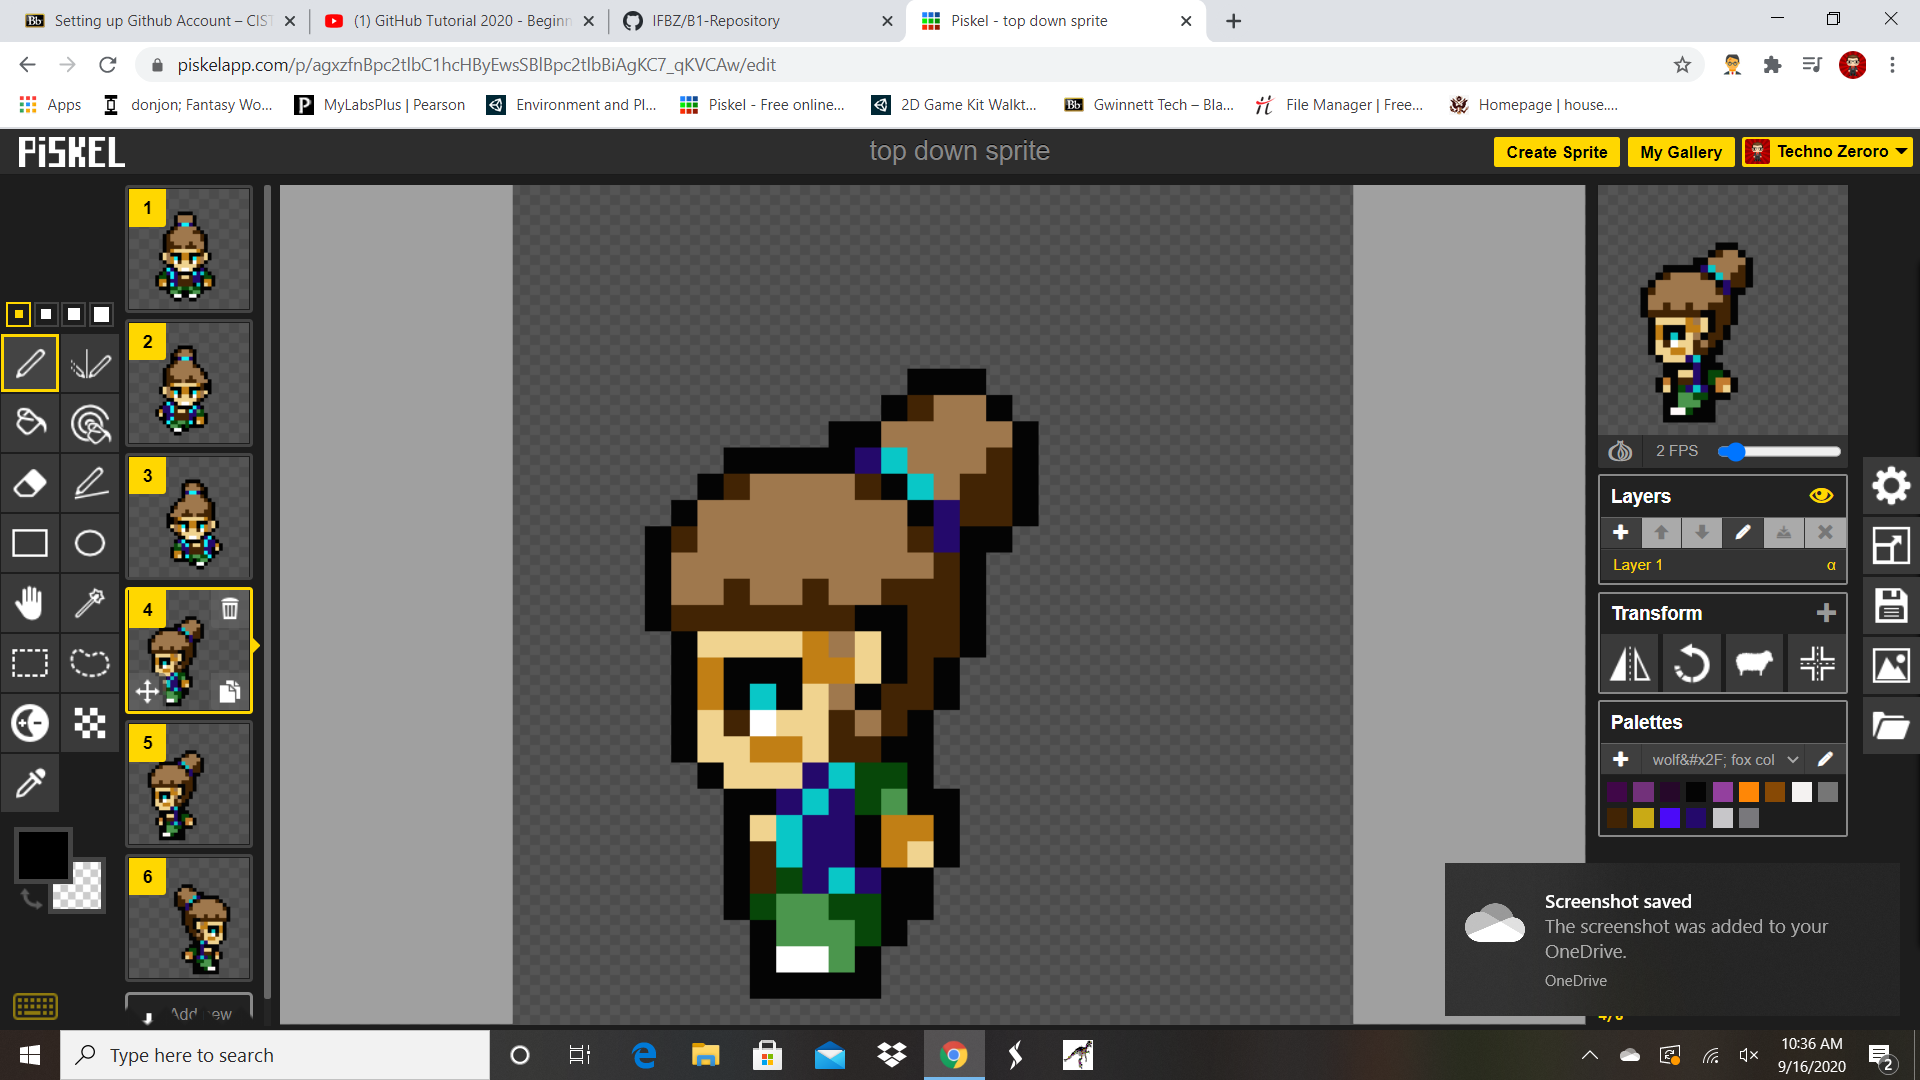 Setting up Github Account – CIST
(1) GitHub Tutorial 2020 - Beginn
IFBZ/B1-Repository
Piskel - top down sprite
piskelapp.com/p/agxzfnBpc2tlbC1hcHByEwsSBlBpc2tlbBiAgKC7_qKVCAw/edit
Apps
donjon; Fantasy Wo...
MyLabsPlus | Pearson
Environment and Pl...
Piskel - Free online...
2D Game Kit Walkt...
Bb
Gwinnett Tech – Bla...
File Manager | Free...
Homepage | house....
PiSKEL
top down sprite
Create Sprite
My Gallery
Techno Zeroro
1
2
3
4
5
6
Add new
2 FPS
Layers
Layer 1
α
Transform
Palettes
wolf&#x2F; fox col
Screenshot saved
The screenshot was added to your
OneDrive.
OneDrive
Type here to search
10:36 AM
9/16/2020
2